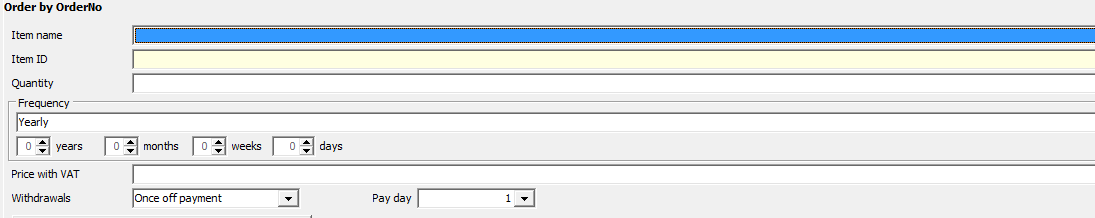 Order by OrderNo
Item name
Item ID
Quantity
Frequency
Yearly
0 years 0 months 0 weeks 0 days
Price with VAT
Withdrawals Once off payment Pay day 1